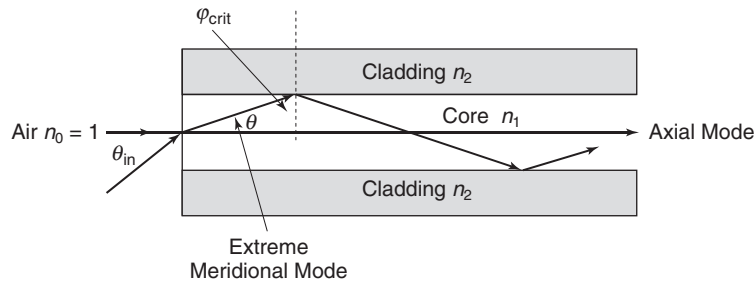 φcrit
Cladding n2
Air n0 = 1
θ
Core n1
Axial Mode
θin
Cladding n2
Extreme
Meridional Mode